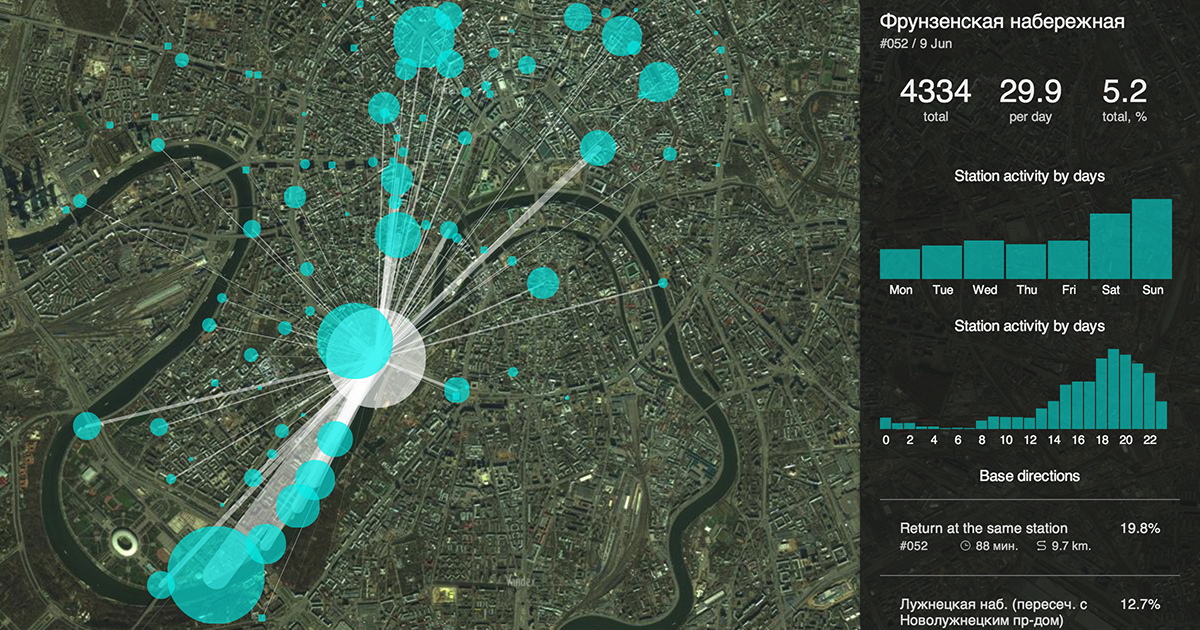 Фрунзенская набережная
#052 / 9 Jun
4334 29.9 5.2
total per day total, %
Station activity by days
Mon Tue Wed Thu Fri Sat Sun
Station activity by days
0 2 4 6 8 10 12 14 16 18 20 22
Base directions
Return at the same station 19.8%
#052 88 мин. 9.7 km.
Лужнецкая наб. (пересеч. с 12.7%
Новолужнецким пр-дом)
Yandex